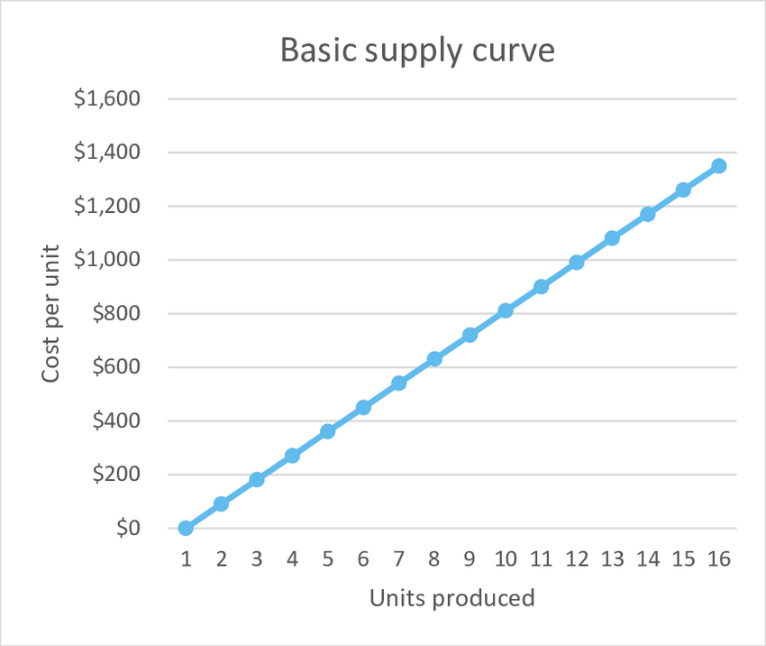 Basic supply curve
$1,600
$1,400
$1,200
$1,000
$800
$600
$400
$200
$0
Cost per unit
1 2 3 4 5 6 7 8 9 10 11 12 13 14 15 16
Units produced